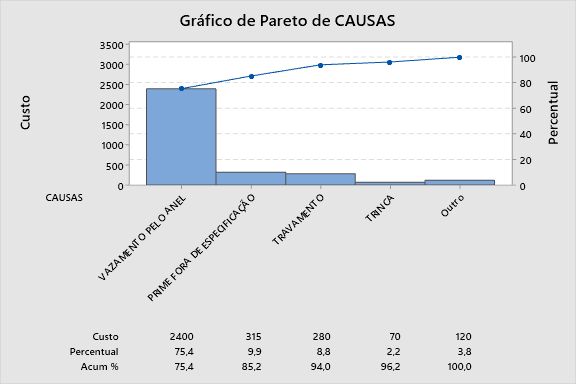 Gráfico de Pareto de CAUSAS
3500
3000
2500
2000
1500
1000
500
0
Custo
100
80
60
40
20
0
Percentual
CAUSAS
VAZAMENTO PELO ANEL
PRIME FORA DE ESPECIFICAÇÃO
TRAVAMENTO
TRINCA
Outro
Custo 2400 315 280 70 120
Percentual 75,4 9,9 8,8 2,2 3,8
Acum % 75,4 85,2 94,0 96,2 100,0